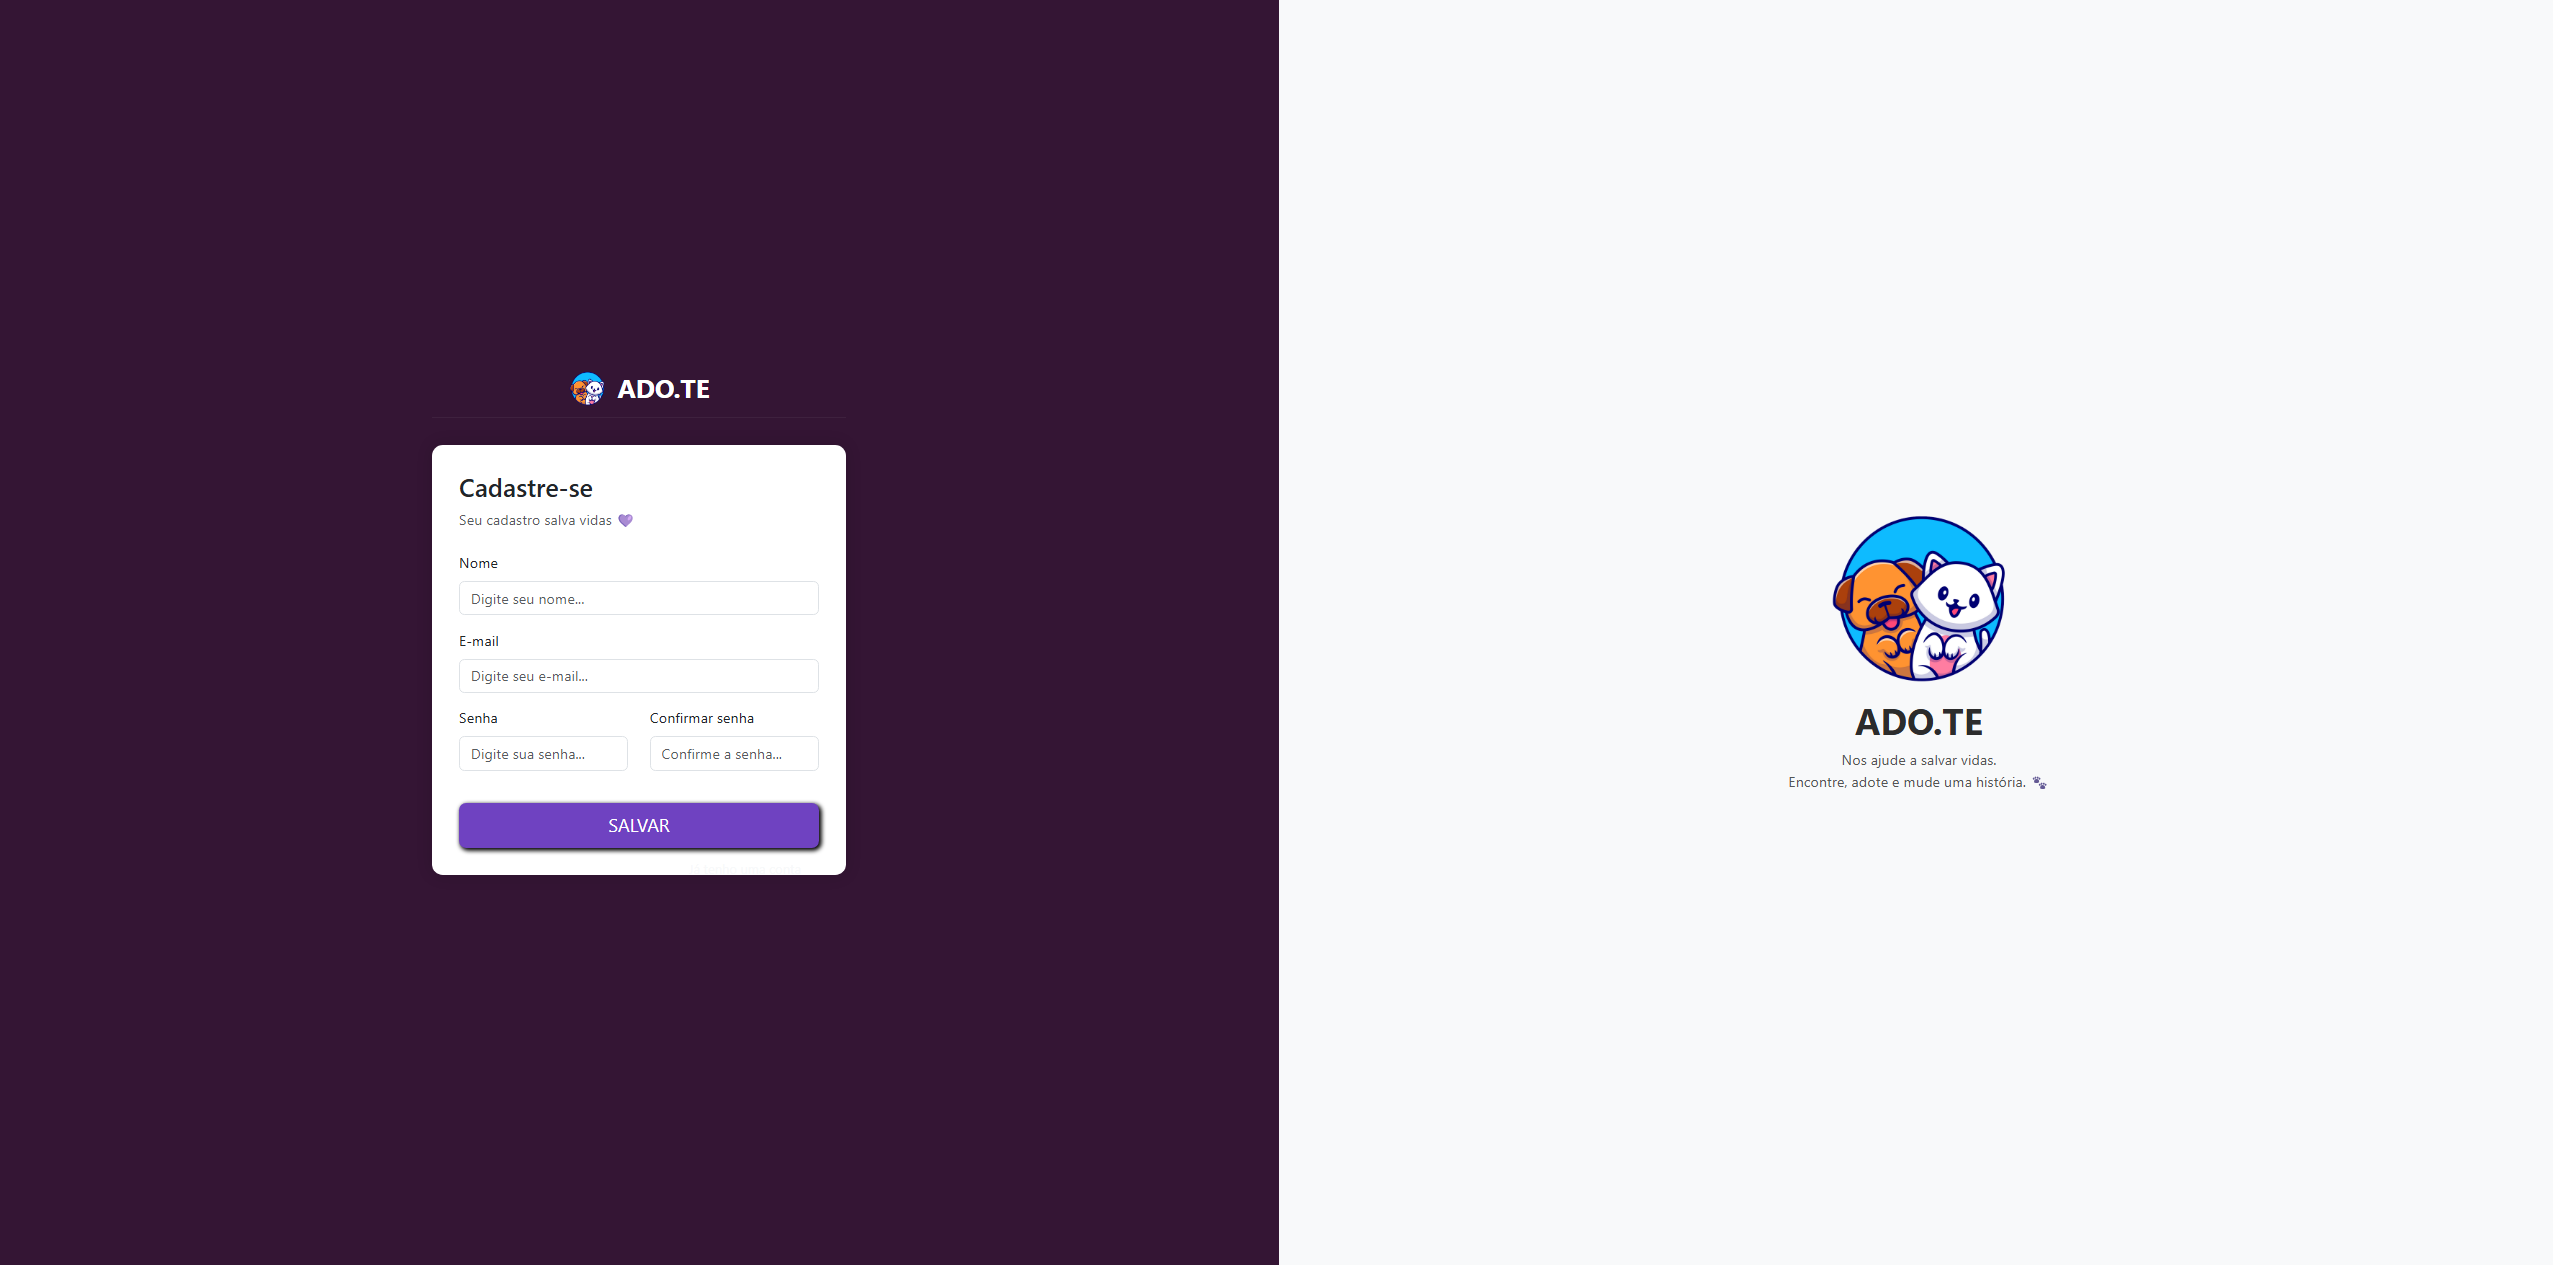 ADO.TE
Cadastre-se
Seu cadastro salva vidas 💜
Nome
Digite seu nome...
E-mail
Digite seu e-mail...
Senha
Confirmar senha
Digite sua senha...
Confirme a senha...
SALVAR
ADO.TE
Nos ajude a salvar vidas.
Encontre, adote e mude uma história. 🐾